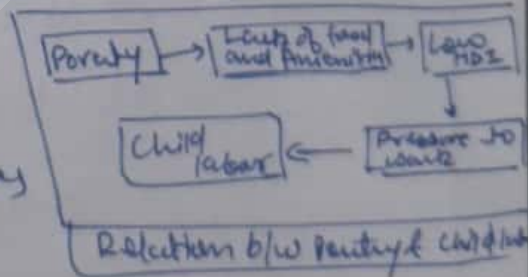 Poverty
Lack of food
and Amenities
Low
HDI
Pressure to
work
Child
labour
y
Relation b/w Poverty & child lab